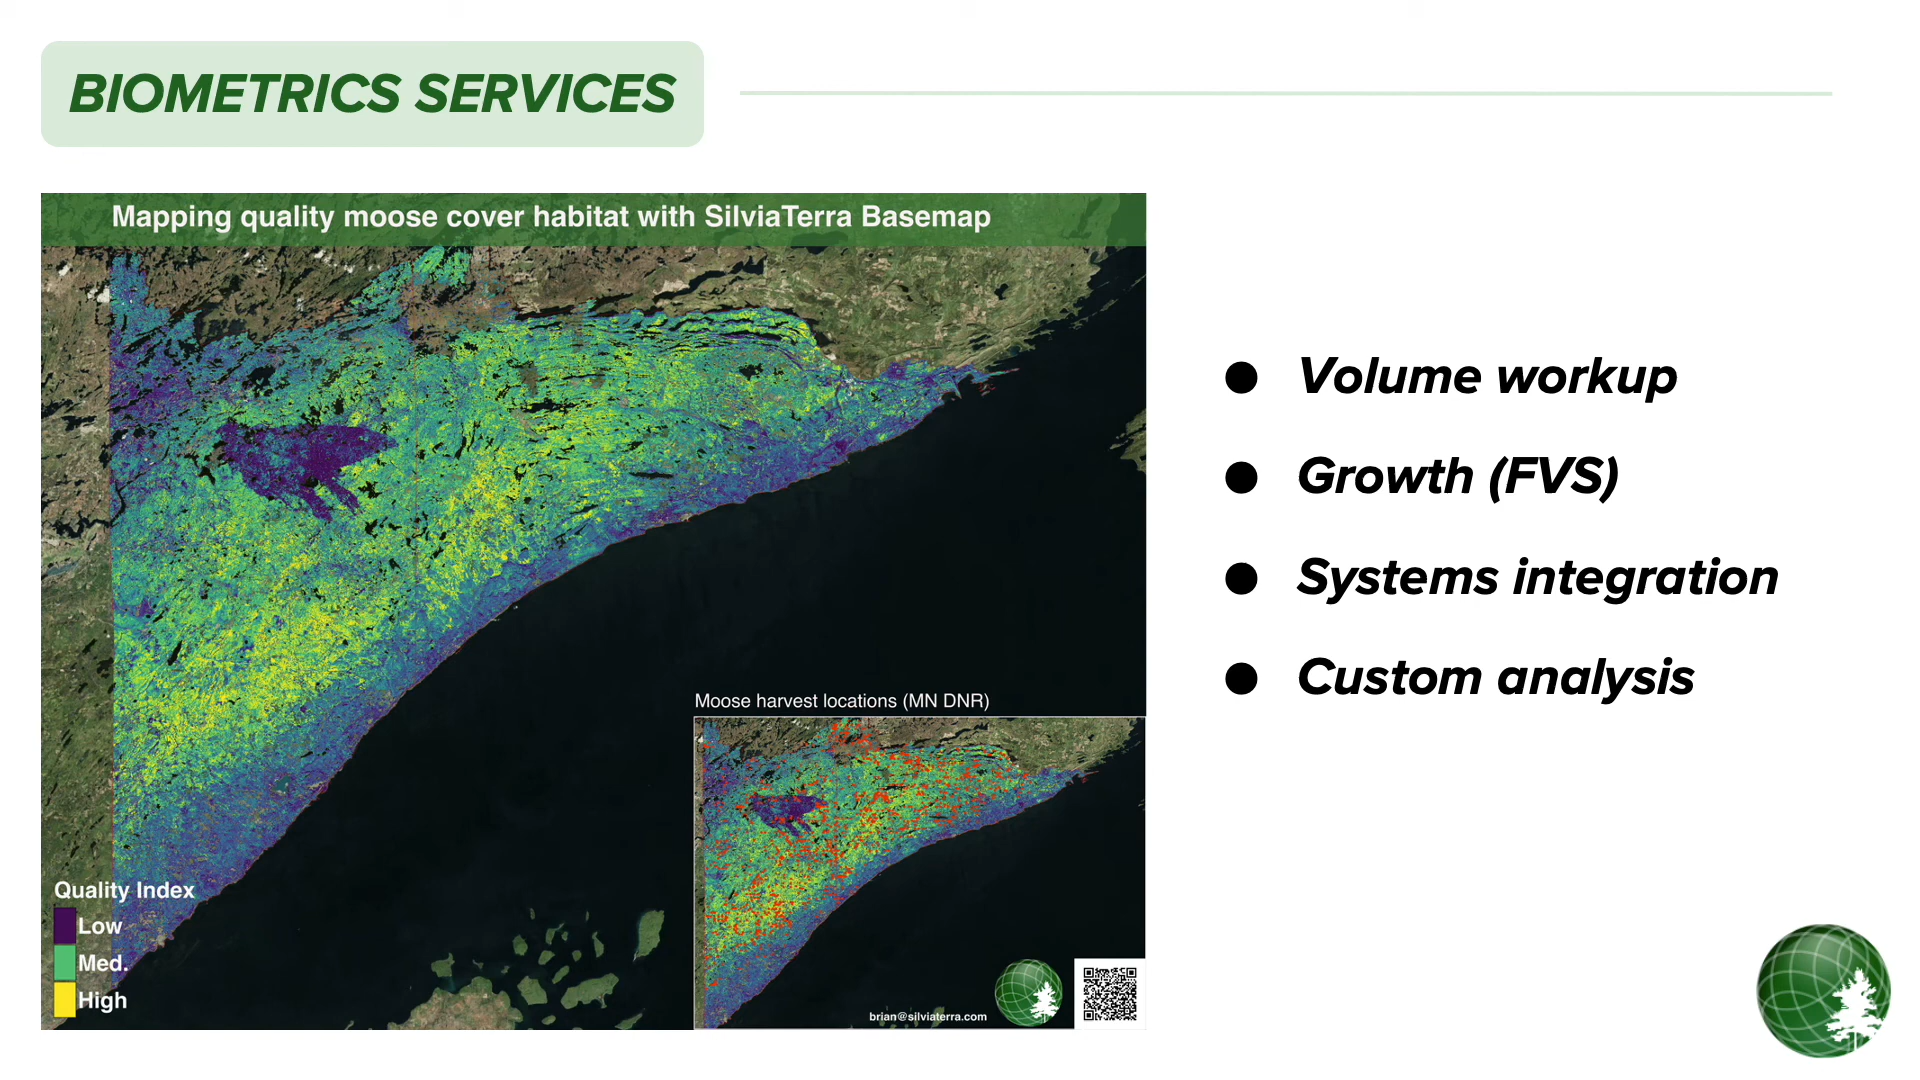 BIOMETRICS SERVICES
Mapping quality moose cover habitat with SilviaTerra Basemap
Quality Index
Low
Med.
High
Moose harvest locations (MN DNR)
brian@silviaterra.com
● Volume workup
● Growth (FVS)
● Systems integration
● Custom analysis